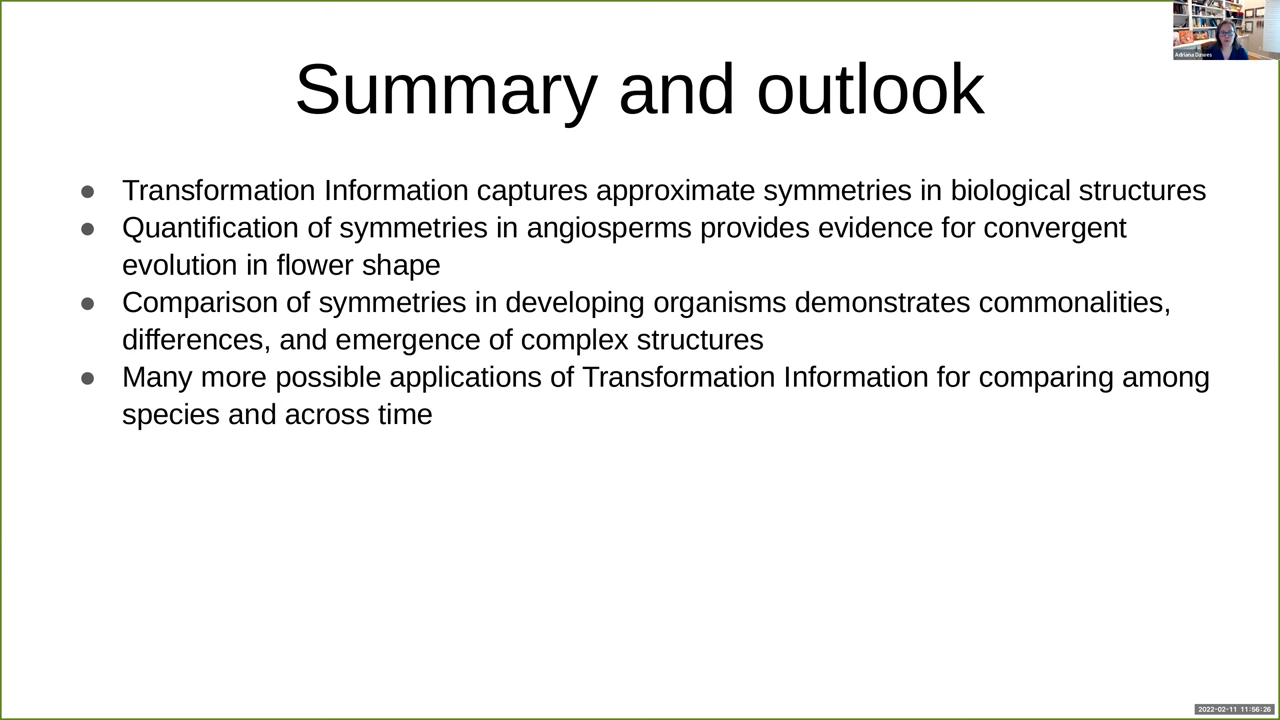 Adriana Dawes
Summary and outlook
● Transformation Information captures approximate symmetries in biological structures
● Quantification of symmetries in angiosperms provides evidence for convergent
evolution in flower shape
● Comparison of symmetries in developing organisms demonstrates commonalities,
differences, and emergence of complex structures
● Many more possible applications of Transformation Information for comparing among
species and across time
2022-02-11 11:56:26